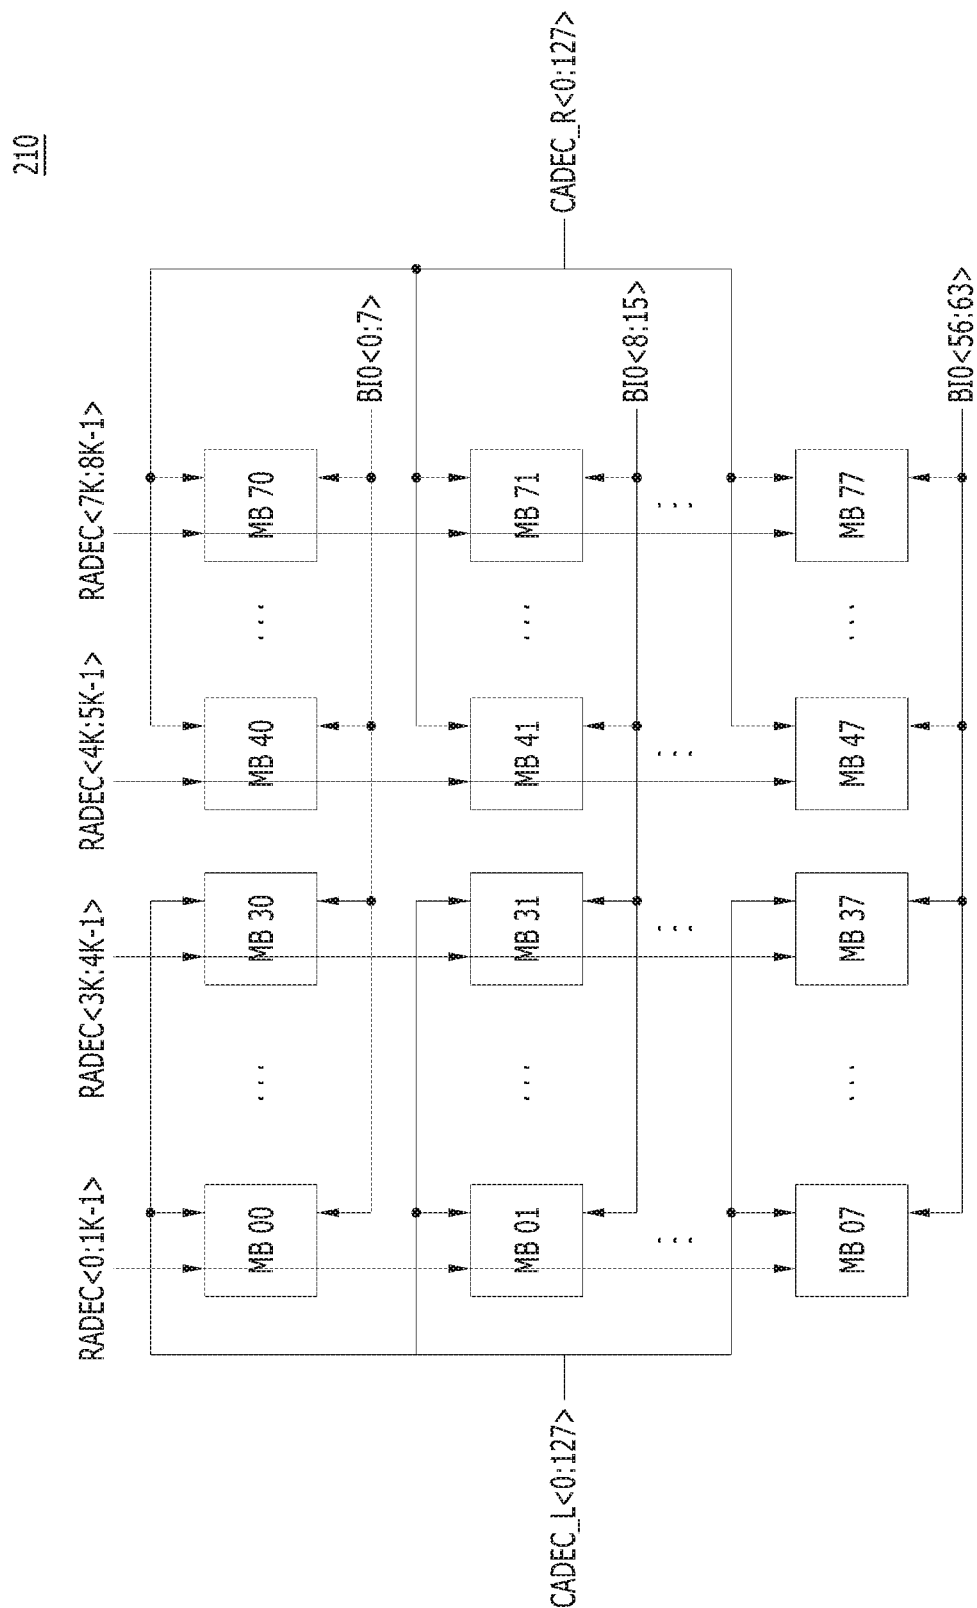 210
RADEC<0:1K-1>
RADEC<3K:4K-1>
RADEC<4K:5K-1>
RADEC<7K:8K-1>
MB 00
...
MB 30
MB 40
...
MB 70
BIO<0:7>
MB 01
...
MB 31
MB 41
...
MB 71
CADEC_L<0:127>
CADEC_R<0:127>
BIO<8:15>
...
...
...
...
MB 07
...
MB 37
MB 47
...
MB 77
BIO<56:63>